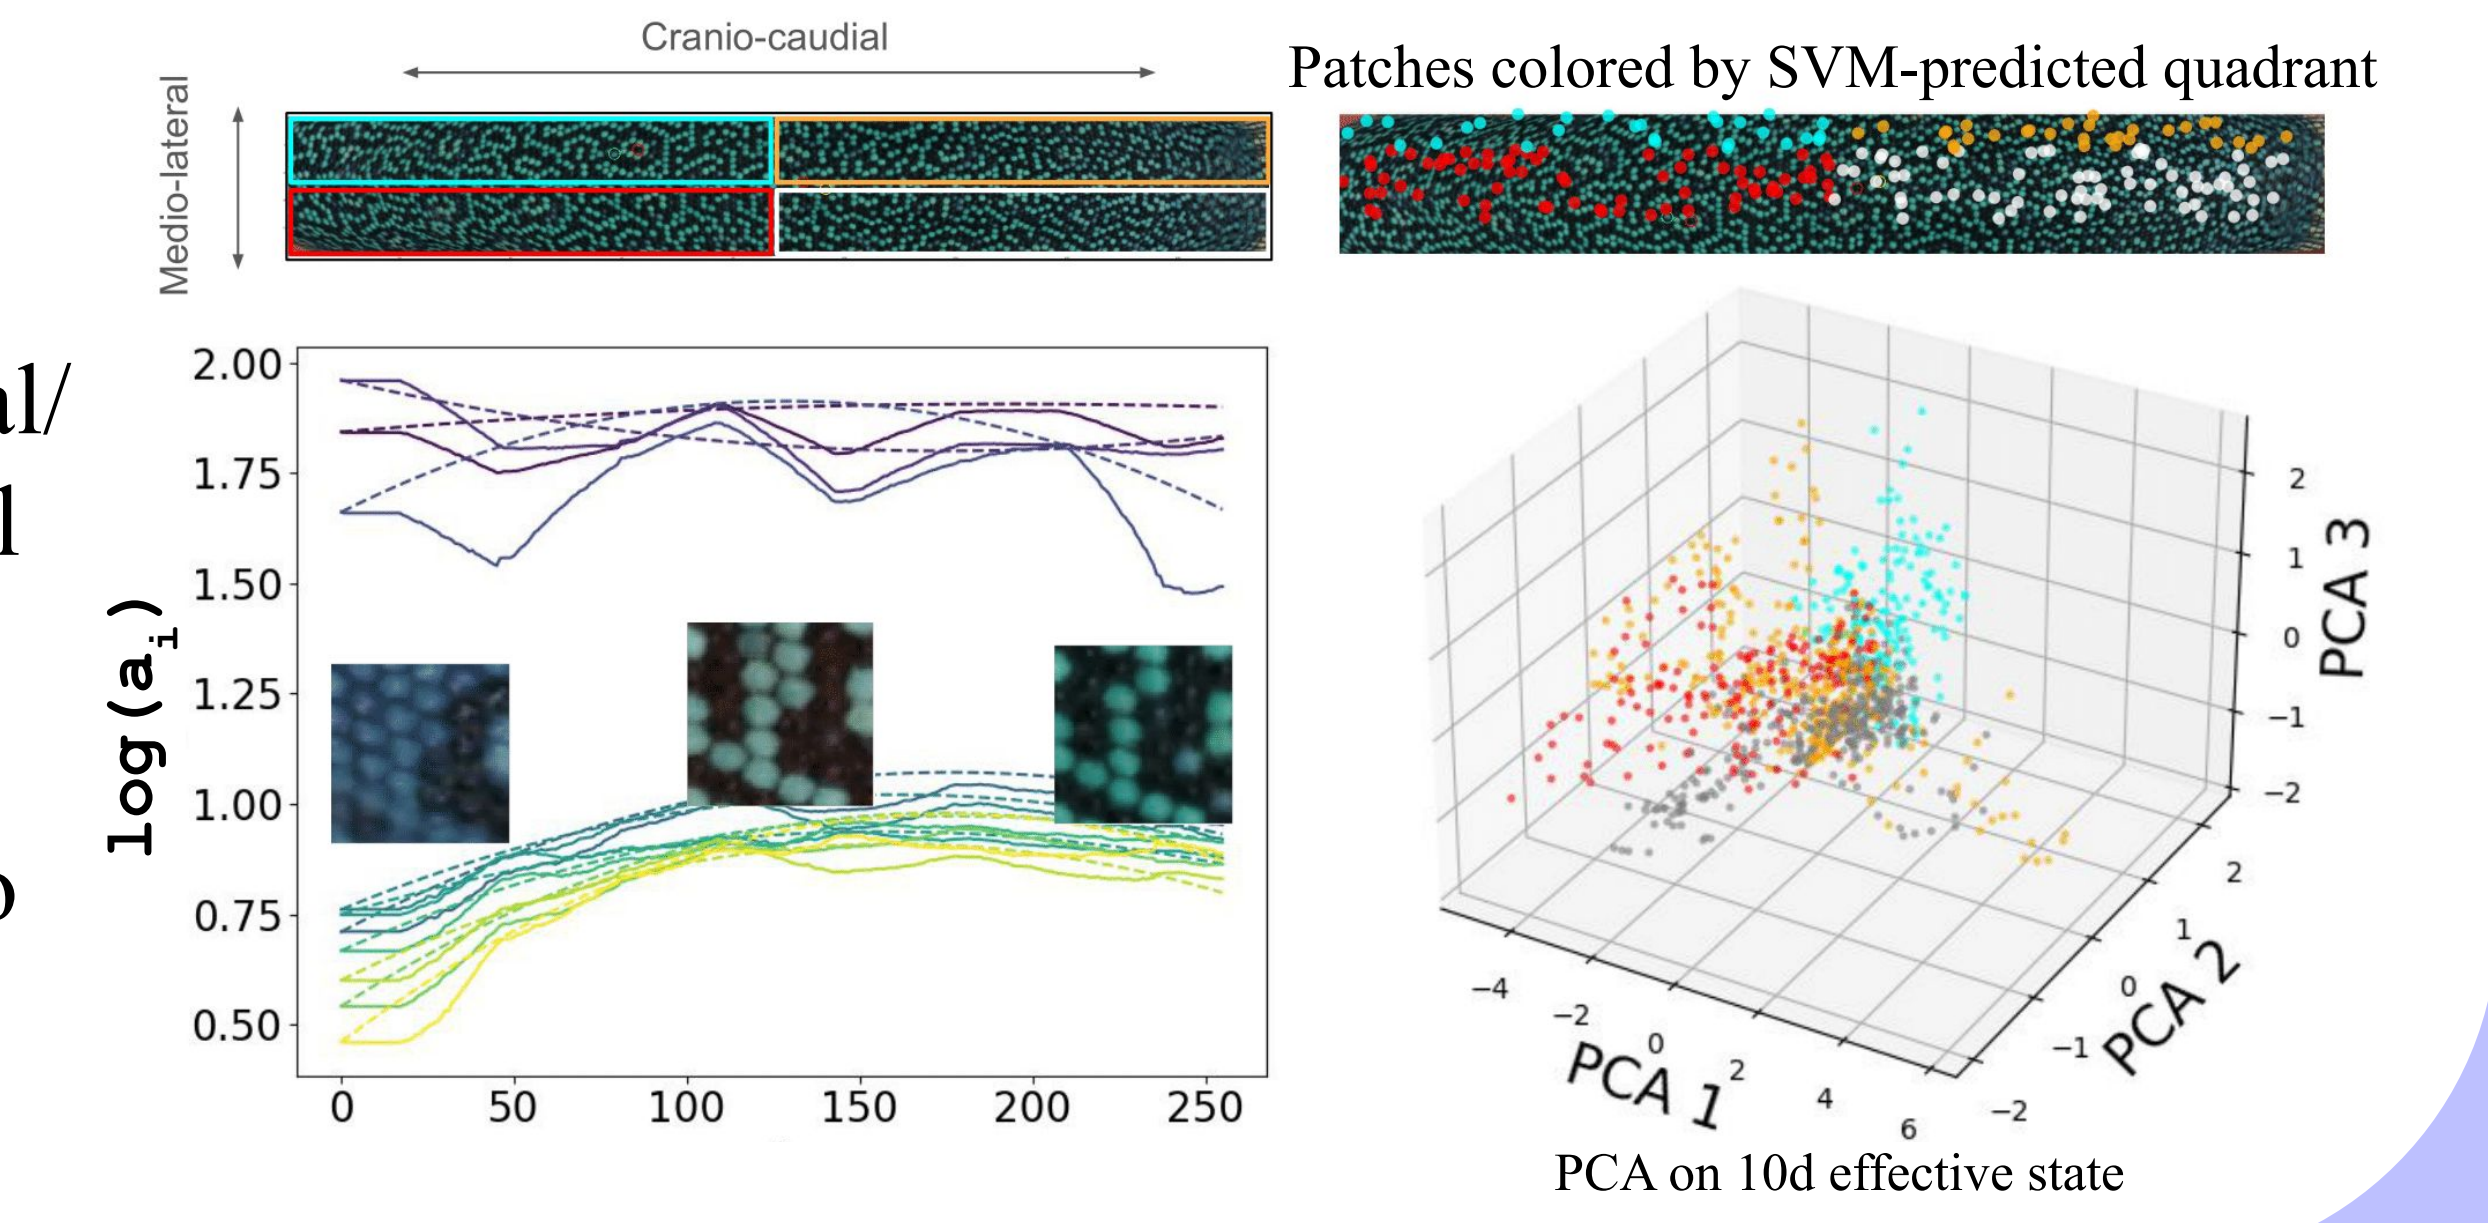 Cranio-caudial
Medio-lateral
Patches colored by SVM-predicted quadrant
al/
l
o
log(a_i)
2.00
1.75
1.50
1.25
1.00
0.75
0.50
0
50
100
150
200
250
PCA 3
2
1
0
−1
−2
PCA 2
2
1
0
−1
−2
PCA 1
−4
−2
0
2
4
6
PCA on 10d effective state